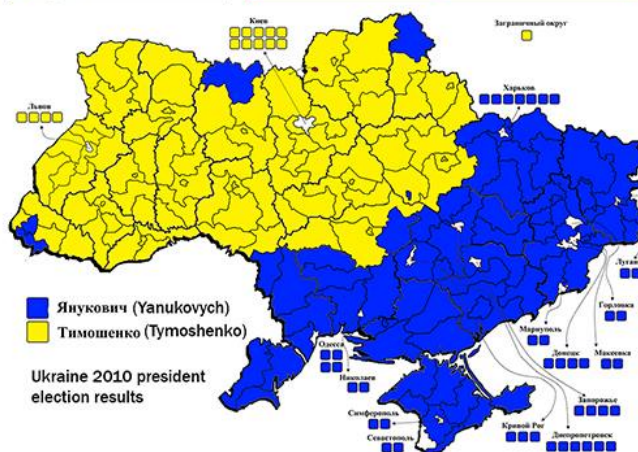 Киев
Заграничный округ
Львов
Харьков
Луган
Горловка
Мариуполь
Донецк
Макеевка
Одесса
Николаев
Запорожье
Симферополь
Кривой Рог
Севастополь
Днепропетровск
Янукович (Yanukovych)
Тимошенко (Tymoshenko)
Ukraine 2010 president
election results